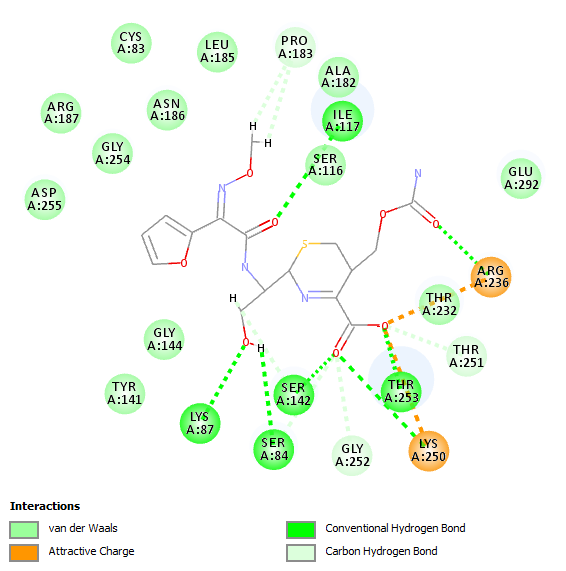 CYS
A:83
LEU
A:185
PRO
A:183
ALA
A:182
ARG
A:187
ASN
A:186
ILE
A:117
GLY
A:254
SER
A:116
GLU
A:292
ASP
A:255
H
H
O
N
O
N
O
O
O
N
S
N
O
N
H
O
H
O
O
ARG
A:236
THR
A:232
THR
A:251
GLY
A:144
TYR
A:141
SER
A:142
THR
A:253
LYS
A:87
SER
A:84
GLY
A:252
LYS
A:250
Interactions
van der Waals
Conventional Hydrogen Bond
Attractive Charge
Carbon Hydrogen Bond